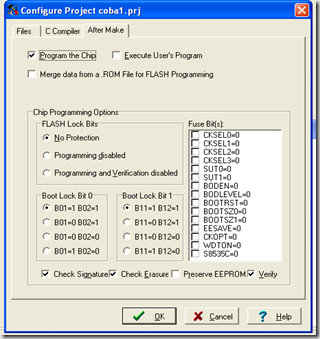 Configure Project coba1.prj
Files
C Compiler
After Make
Program the Chip
Execute User's Program
Merge data from a .ROM File for FLASH Programming
Chip Programming Options
FLASH Lock Bits
No Protection
Programming disabled
Programming and Verification disabled
Boot Lock Bit 0
B01=1 B02=1
B01=0 B02=1
B01=0 B02=0
B01=1 B02=0
Boot Lock Bit 1
B11=1 B12=1
B11=0 B12=1
B11=0 B12=0
B11=1 B12=0
Fuse Bit(s):
CKSEL0=0
CKSEL1=0
CKSEL2=0
CKSEL3=0
SUT0=0
SUT1=0
BODEN=0
BODLEVEL=0
BOOTRST=0
BOOTSZ0=0
BOOTSZ1=0
EESAVE=0
CKOPT=0
WDTON=0
S8535C=0
Check Signature
Check Erasure
Preserve EEPROM
Verify
OK
Cancel
Help